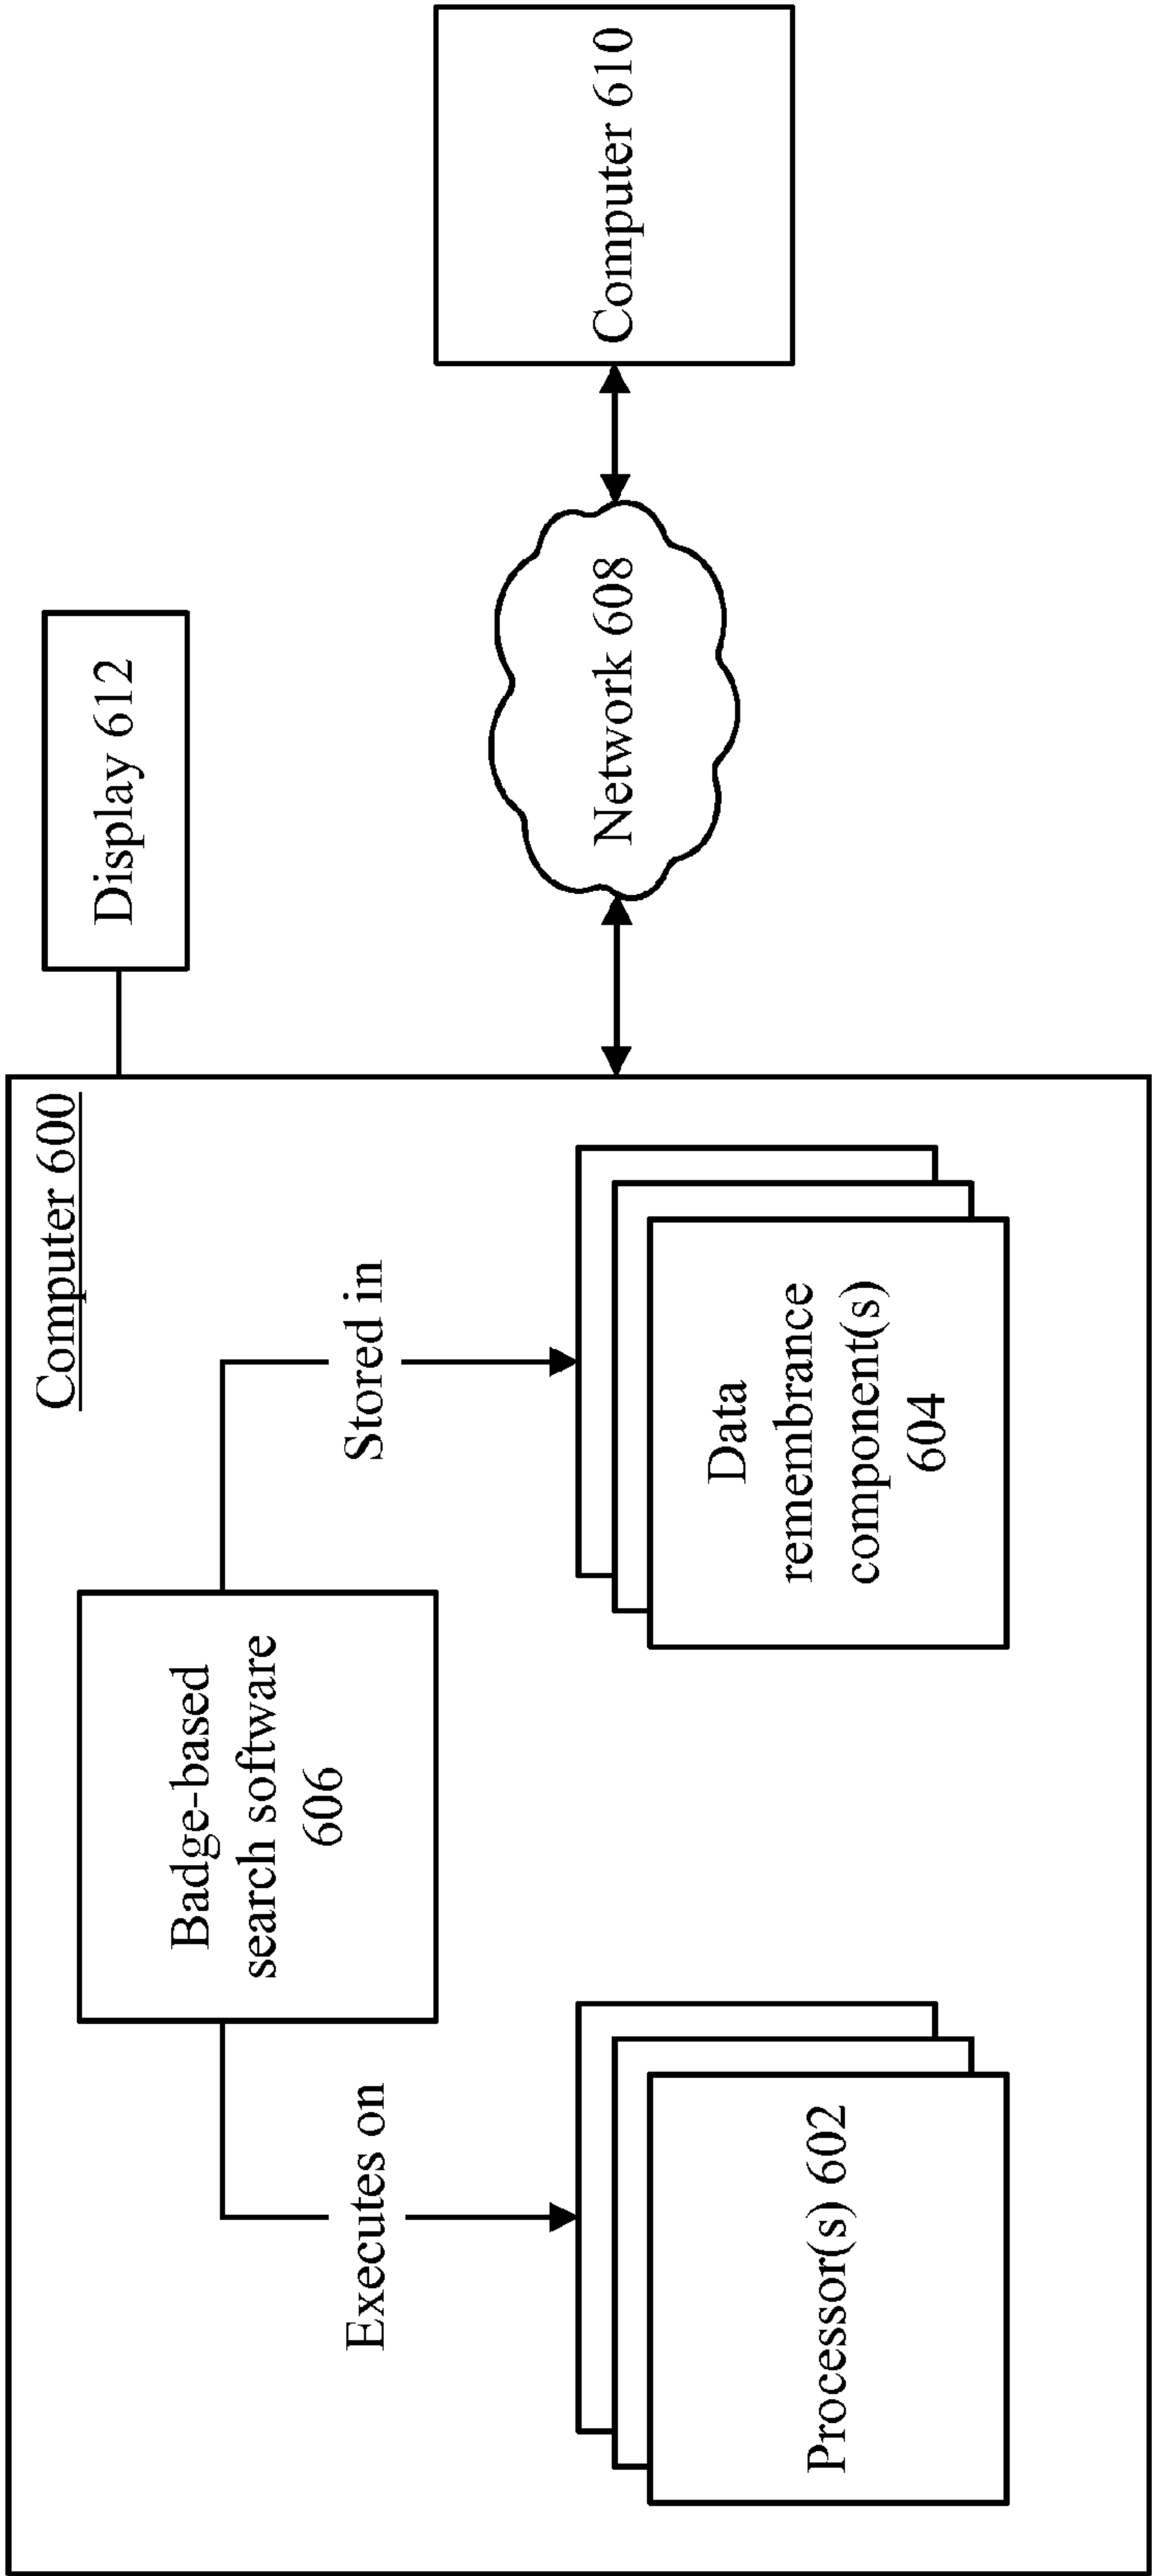 Computer 600
Badge-based
search software
606
Executes on
Stored in
Processor(s) 602
Data
remembrance
component(s)
604
Display 612
Network 608
Computer 610